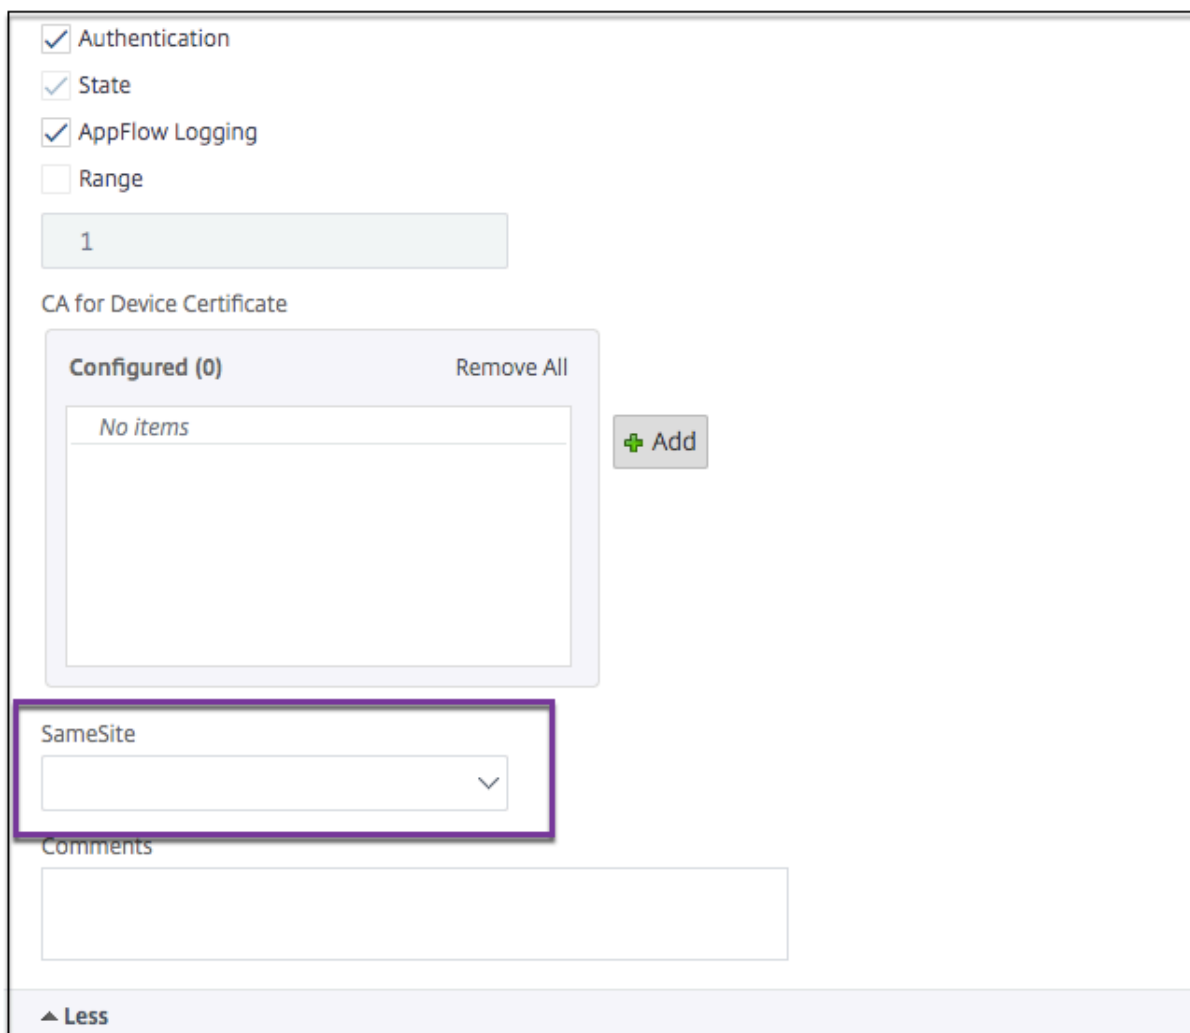 Authentication
State
AppFlow Logging
Range
1
CA for Device Certificate
Configured (0) Remove All
No items
Add
SameSite
Comments
Less